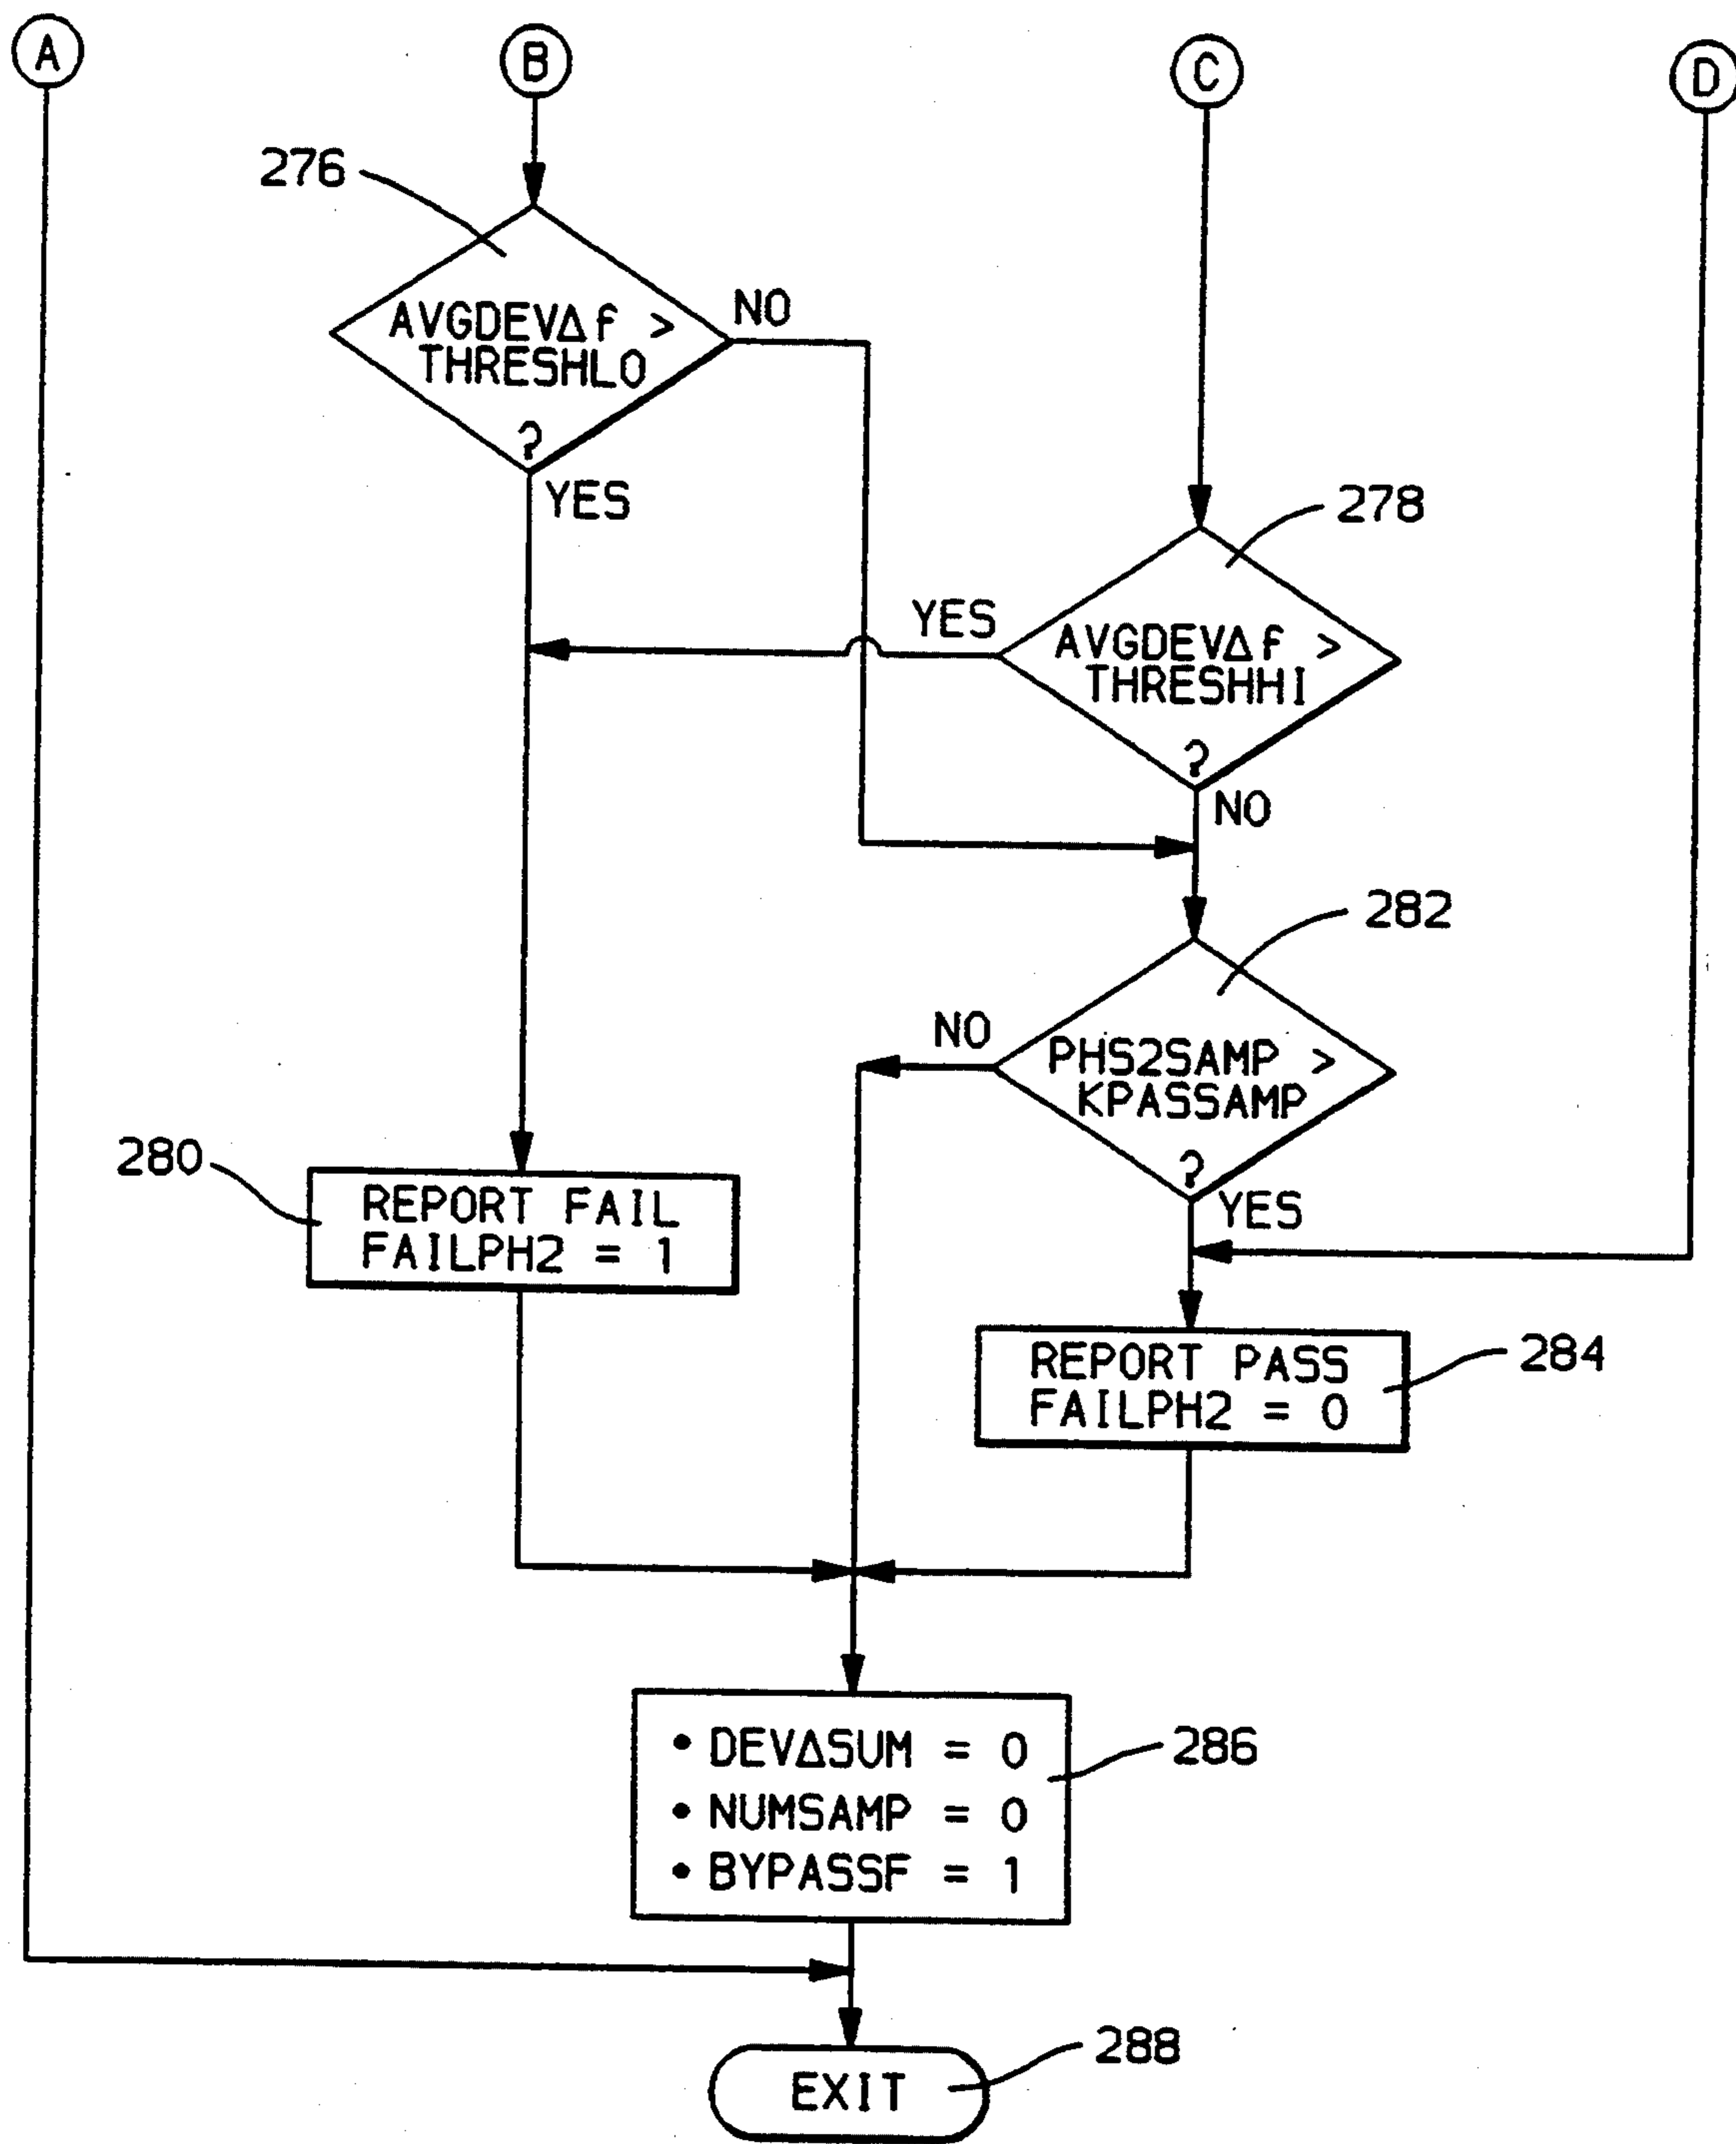 A
B
C
D
276
AVGDEVΔf >
THRESHLO
?
NO
YES
278
YES
AVGDEVΔf >
THRESHHI
?
NO
282
NO
PHS2SAMP >
KPASSAMP
?
YES
280
REPORT FAIL
FAILPH2 = 1
REPORT PASS
FAILPH2 = 0
284
• DEVΔSUM = 0
• NUMSAMP = 0
• BYPASSF = 1
286
EXIT
288